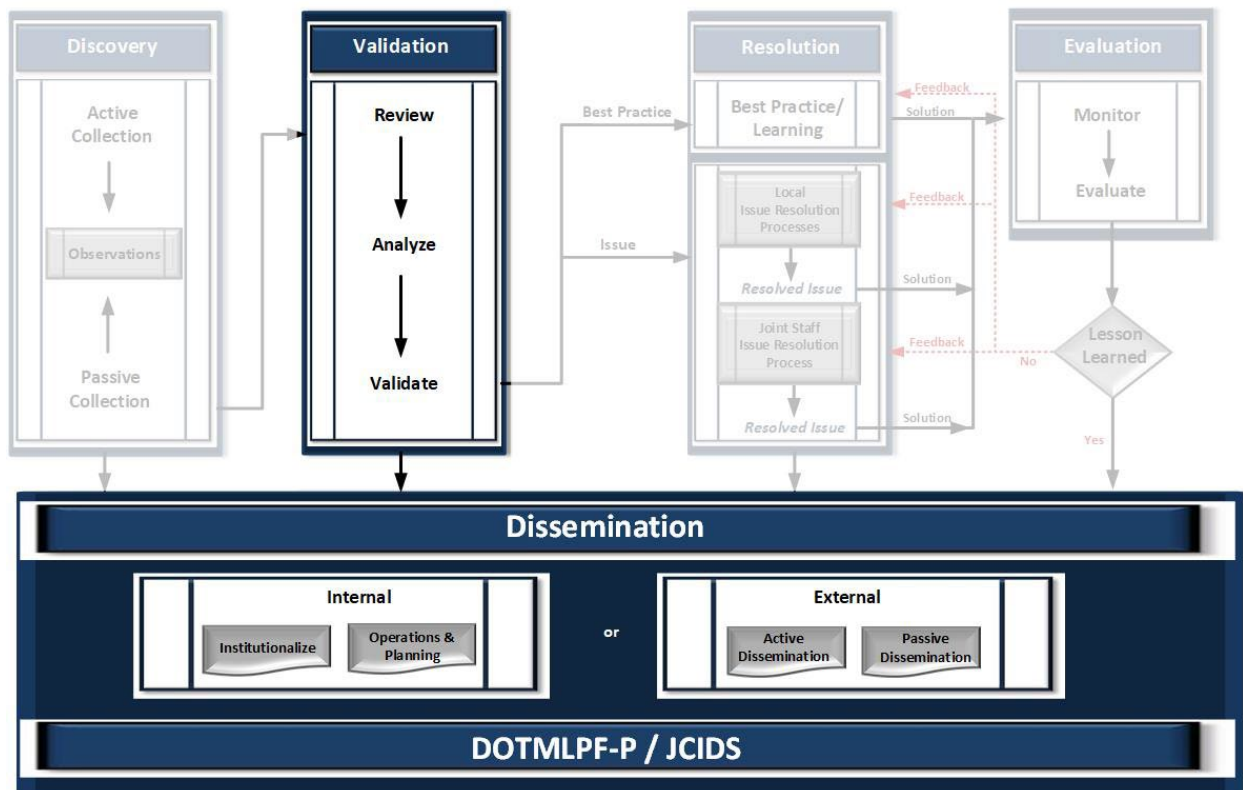 Discovery
Active
Collection
Observations
Passive
Collection
Validation
Review
Analyze
Validate
Best Practice
Issue
Resolution
Best Practice/
Learning
Local
Issue Resolution
Processes
Resolved Issue
Joint Staff
Issue Resolution
Process
Resolved Issue
Feedback
Solution
Feedback
Solution
Feedback
Solution
Evaluation
Monitor
Evaluate
Lesson
Learned
No
Yes
Dissemination
Internal
Institutionalize
Operations &
Planning
or
External
Active
Dissemination
Passive
Dissemination
DOTMLPF-P / JCIDS